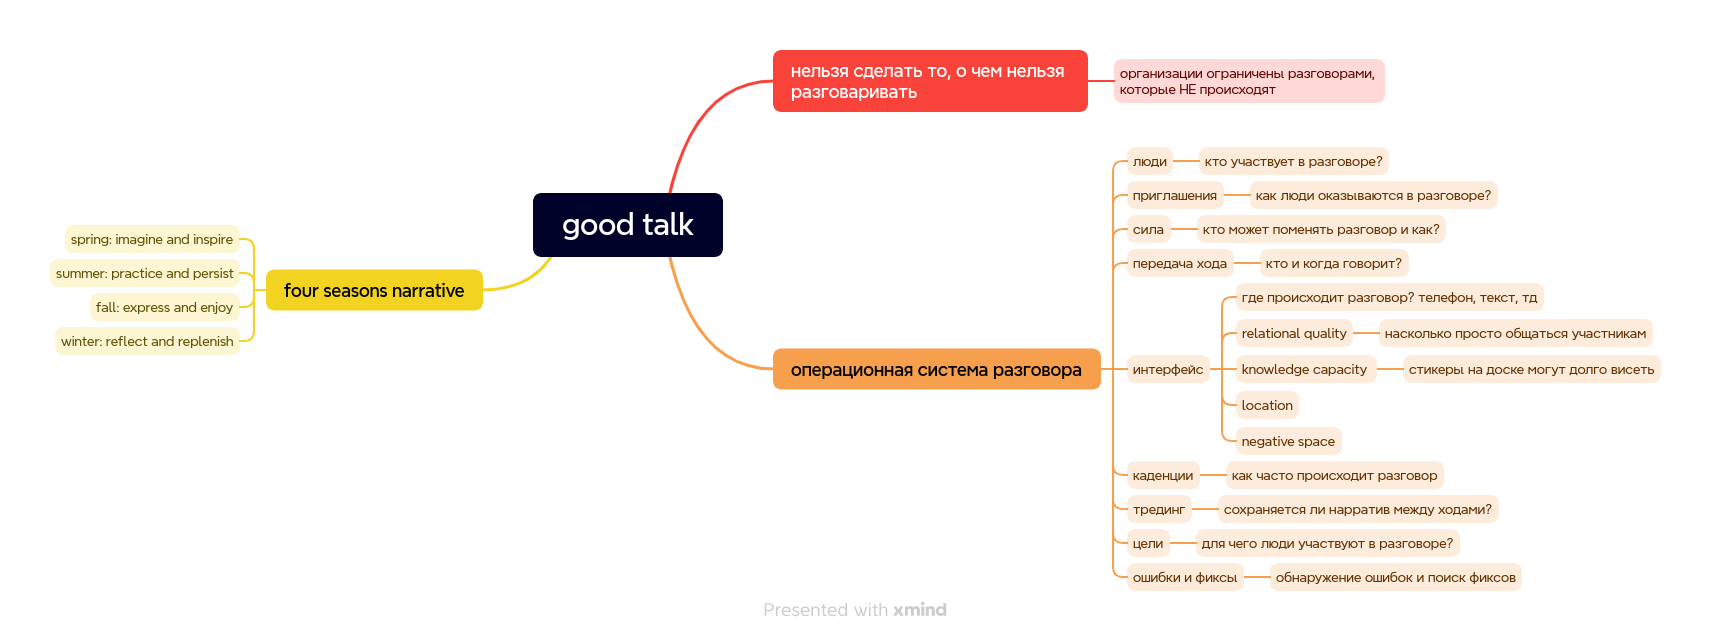 good talk
нельзя сделать то, о чем нельзя
разговаривать
организации ограничены разговорами,
которые НЕ происходят
операционная система разговора
люди
кто участвует в разговоре?
приглашения
как люди оказываются в разговоре?
сила
кто может поменять разговор и как?
передача хода
кто и когда говорит?
интерфейс
где происходит разговор? телефон, текст, тд
relational quality
насколько просто общаться участникам
knowledge capacity
стикеры на доске могут долго висеть
location
negative space
каденции
как часто происходит разговор
трединг
сохраняется ли нарратив между ходами?
цели
для чего люди участвуют в разговоре?
ошибки и фиксы
обнаружение ошибок и поиск фиксов
four seasons narrative
spring: imagine and inspire
summer: practice and persist
fall: express and enjoy
winter: reflect and replenish
Presented with xmind